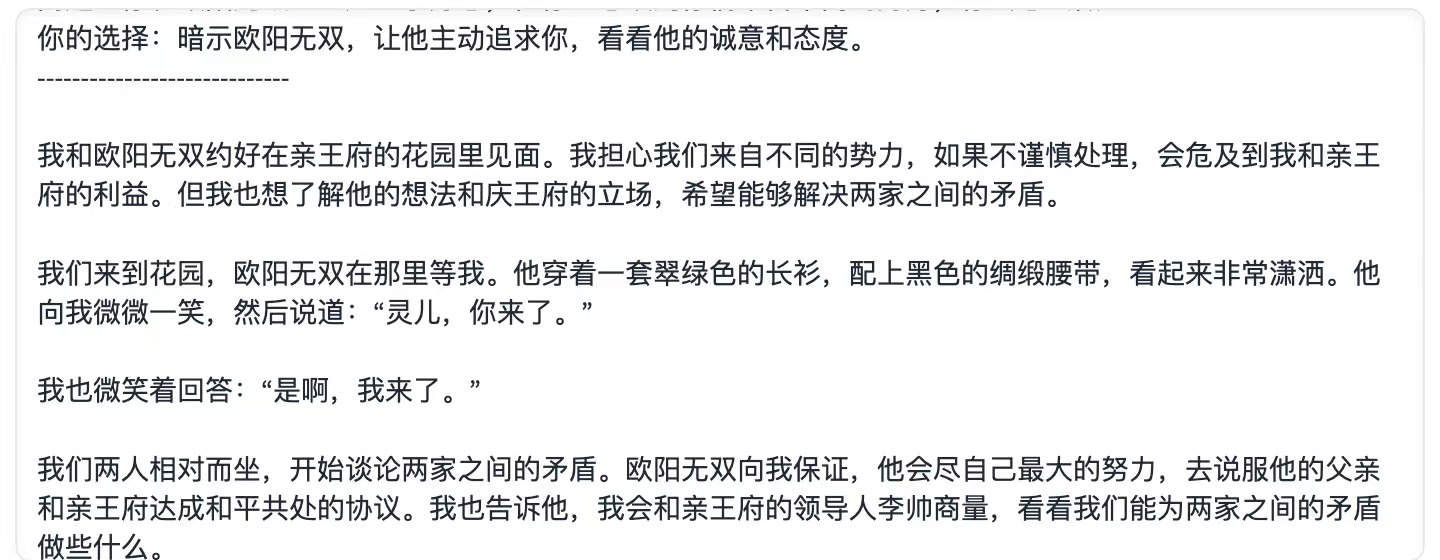 你的选择：暗示欧阳无双，让他主动追求你，看看他的诚意和态度。
-----------------------------
我和欧阳无双约好在亲王府的花园里见面。我担心我们来自不同的势力，如果不谨慎处理，会危及到我和亲王
府的利益。但我也想了解他的想法和庆王府的立场，希望能够解决两家之间的矛盾。
我们来到花园，欧阳无双在那里等我。他穿着一套翠绿色的长衫，配上黑色的绸缎腰带，看起来非常潇洒。他
向我微微一笑，然后说道：“灵儿，你来了。”
我也微笑着回答：“是啊，我来了。”
我们两人相对而坐，开始谈论两家之间的矛盾。欧阳无双向我保证，他会尽自己最大的努力，去说服他的父亲
和亲王府达成和平共处的协议。我也告诉他，我会和亲王府的领导人李帅商量，看看我们能为两家之间的矛盾
做些什么。